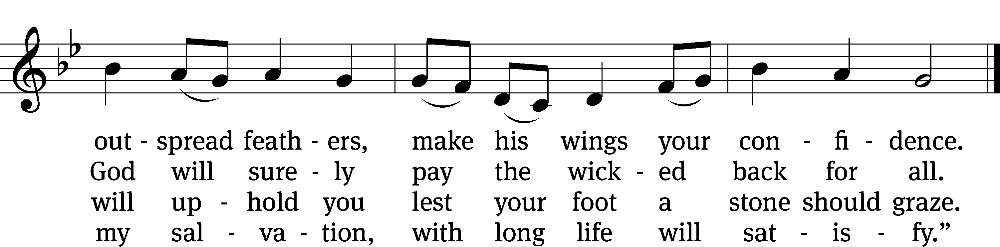 out - spread feath - ers, make his wings your con - fi - dence.
God will sure - ly pay the wick - ed back for all.
will up - hold you lest your foot a stone should graze.
my sal - va - tion, with long life will sat - is - fy.”